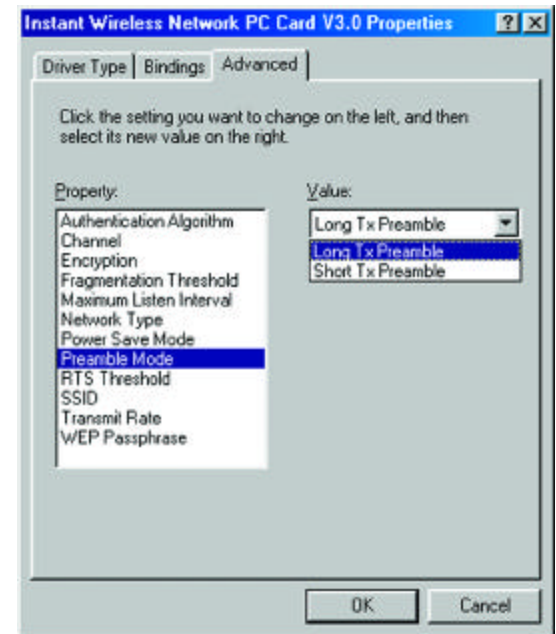 Instant Wireless Network PC Card V3.0 Properties ? X
Driver Type Bindings Advanced
Click the setting you want to change on the left, and then
select its new value on the right.
Property:
Authentication Algorithm
Channel
Encryption
Fragmentation Threshold
Maximum Listen Interval
Network Type
Power Save Mode
Preamble Mode
RTS Threshold
SSID
Transmit Rate
WEP Passphrase
Value:
Long Tx Preamble
Long Tx Preamble
Short Tx Preamble
OK Cancel